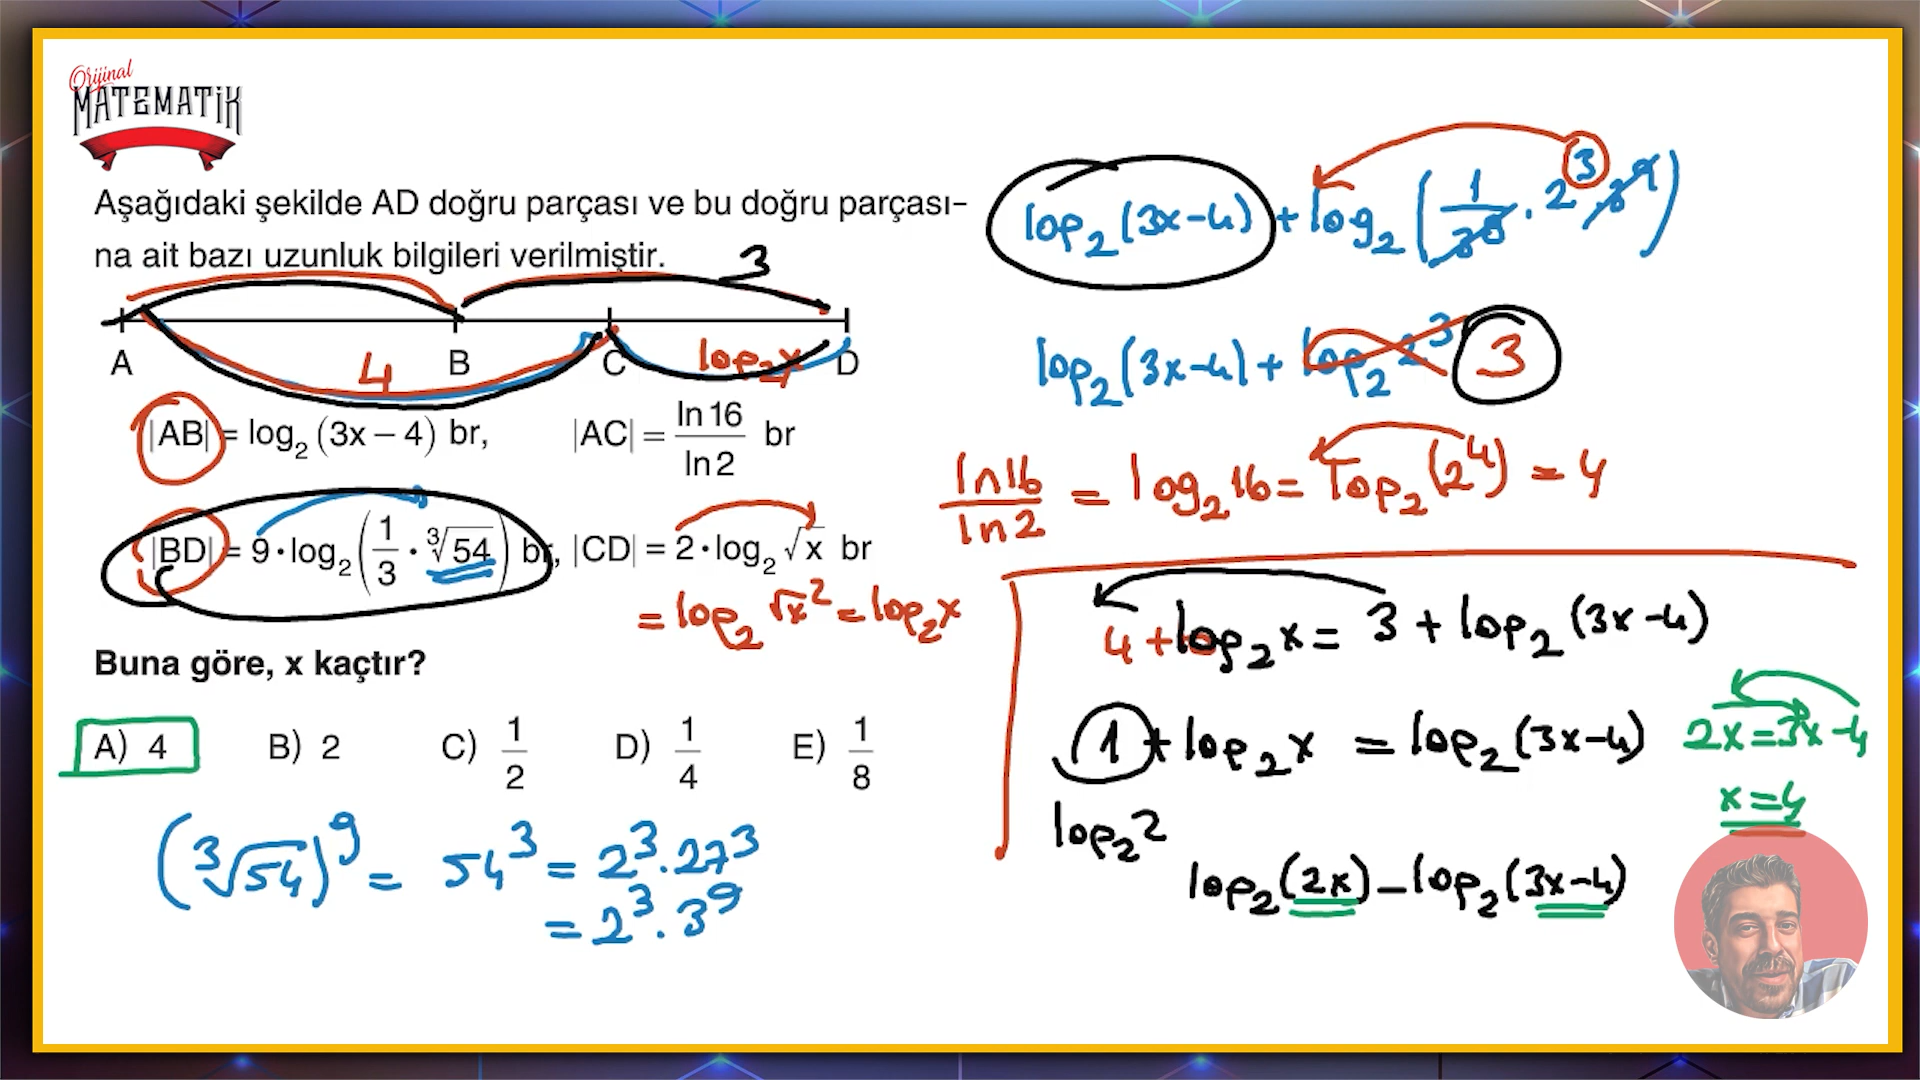 Orijinal
MATEMATİK
Aşağıdaki şekilde AD doğru parçası ve bu doğru parçası-
na ait bazı uzunluk bilgileri verilmiştir.
3
A B C D
4
log₂x
|AB| = log₂(3x – 4) br, |AC| = ln16/ln2 br
|BD| = 9·log₂(1/3·∛54) br, |CD| = 2·log₂√x br
= log₂√x² = log₂x
Buna göre, x kaçtır?
A) 4 B) 2 C) 1/2 D) 1/4 E) 1/8
(∛54)⁹ = 54³ = 2³.27³
= 2³.3⁹
log₂(3x-4) + log₂(1/3⁹.2³.3⁹)
log₂(3x-4) + log₂2³ 3
ln16/ln2 = log₂16 = log₂(2⁴) = 4
4 + log₂x = 3 + log₂(3x-4)
1 + log₂x = log₂(3x-4)
log₂2
log₂(2x) = log₂(3x-4)
2x = 3x-4
x = 4